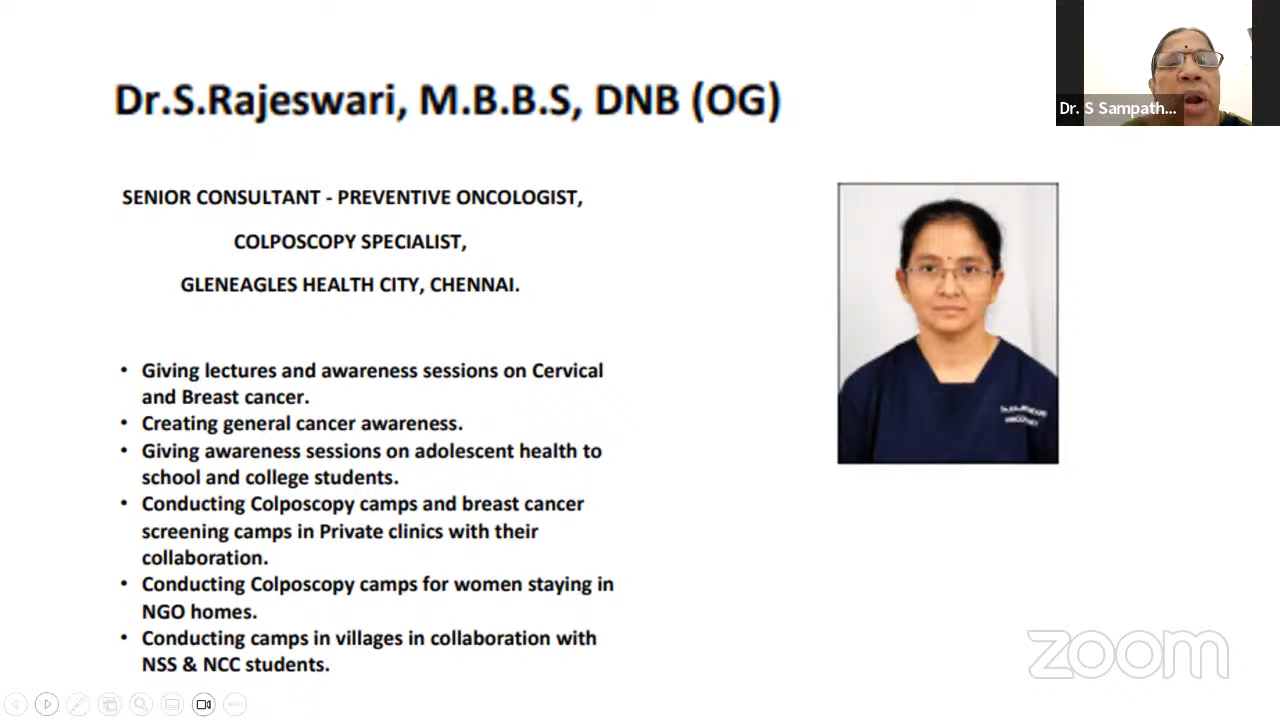 Dr.S.Rajeswari, M.B.B.S, DNB (OG)
Dr. S Sampath...
SENIOR CONSULTANT - PREVENTIVE ONCOLOGIST,
COLPOSCOPY SPECIALIST,
GLENEAGLES HEALTH CITY, CHENNAI.
• Giving lectures and awareness sessions on Cervical
and Breast cancer.
• Creating general cancer awareness.
• Giving awareness sessions on adolescent health to
school and college students.
• Conducting Colposcopy camps and breast cancer
screening camps in Private clinics with their
collaboration.
• Conducting Colposcopy camps for women staying in
NGO homes.
• Conducting camps in villages in collaboration with
NSS & NCC students.
zoom